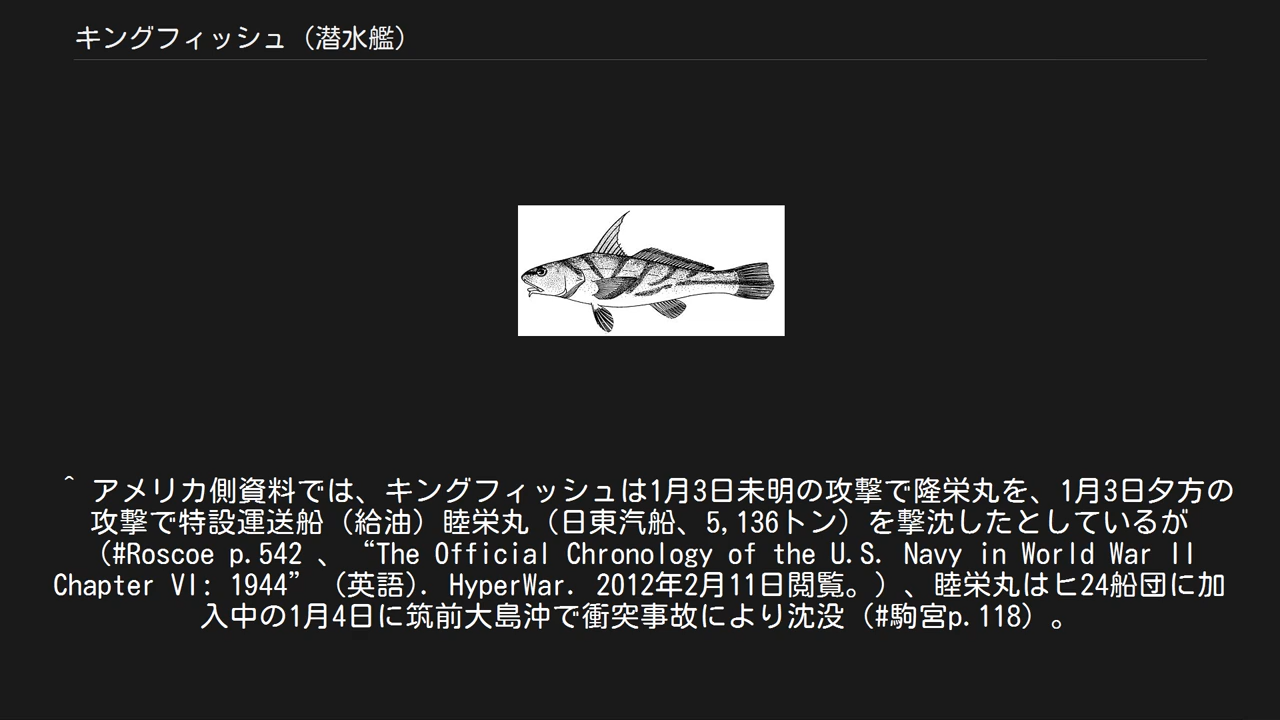 キングフィッシュ（潜水艦）
^ アメリカ側資料では、キングフィッシュは1月3日未明の攻撃で隆栄丸を、1月3日夕方の
攻撃で特設運送船（給油）睦栄丸（日東汽船、5,136トン）を撃沈したとしているが
（#Roscoe p.542 、“The Official Chronology of the U.S. Navy in World War II
Chapter VI: 1944” （英語）. HyperWar. 2012年2月11日閲覧。）、睦栄丸はヒ24船団に加
入中の1月4日に筑前大島沖で衝突事故により沈没（#駒宮p.118）。